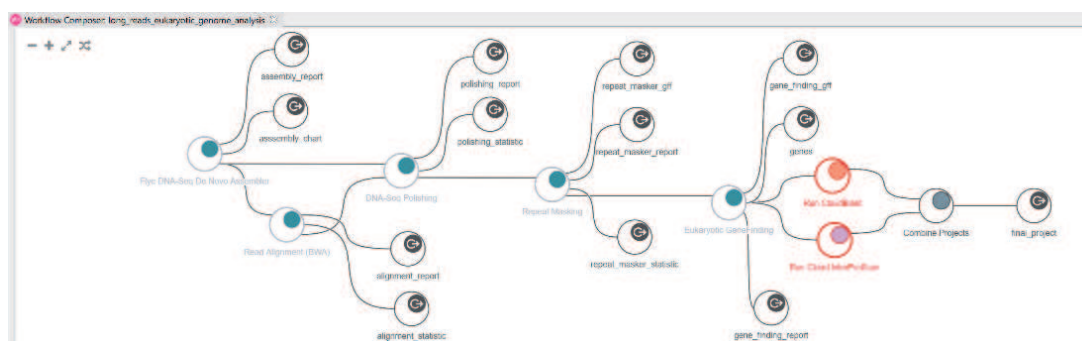 Workflow Composer: long_reads_eukaryotic_genome_analysis
assembly_report
polishing_report
repeat_masker_gff
gene_finding_gff
assembly_chart
polishing_statistic
repeat_masker_report
genes
Flye DNA-Seq De Novo Assembler
DNA-Seq Polishing
Repeat Masking
Eukaryotic GeneFinding
Run CloudBlast
Combine Projects
final_project
Read Alignment (BWA)
alignment_report
repeat_masker_statistic
Run Cloud InterProScan
alignment_statistic
gene_finding_report